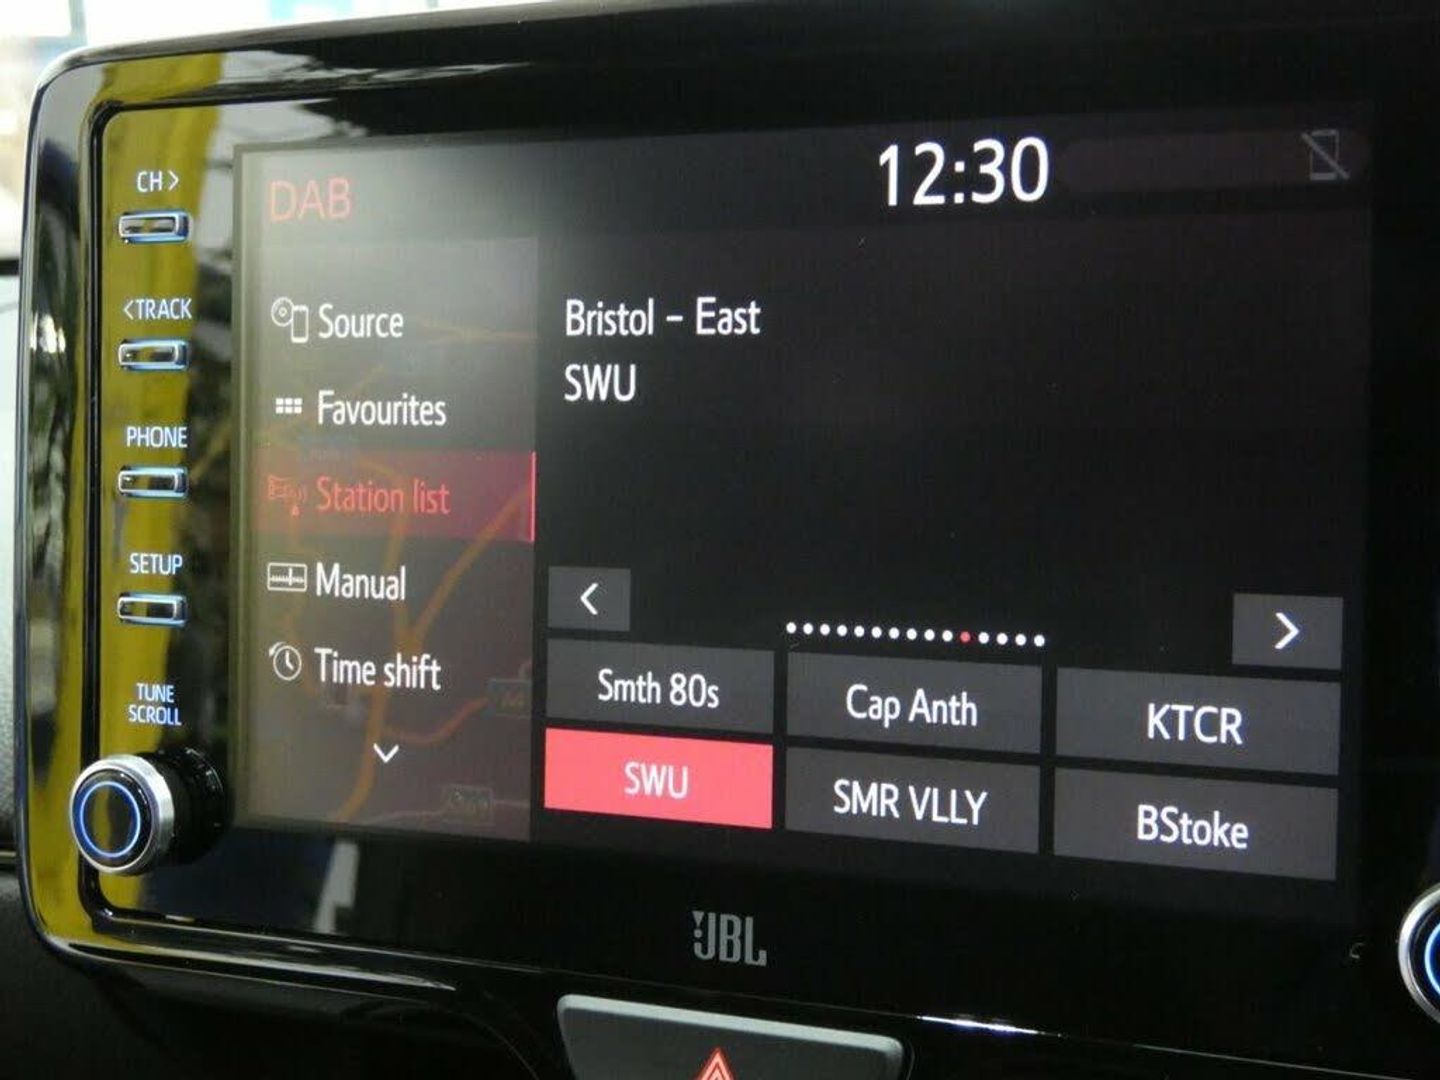 CH>
<TRACK
PHONE
SETUP
TUNE
SCROLL
DAB
12:30
Source
Favourites
Station list
Manual
Time shift
Bristol - East
SWU
Smth 80s
Cap Anth
KTCR
SWU
SMR VLLY
BStoke
JBL